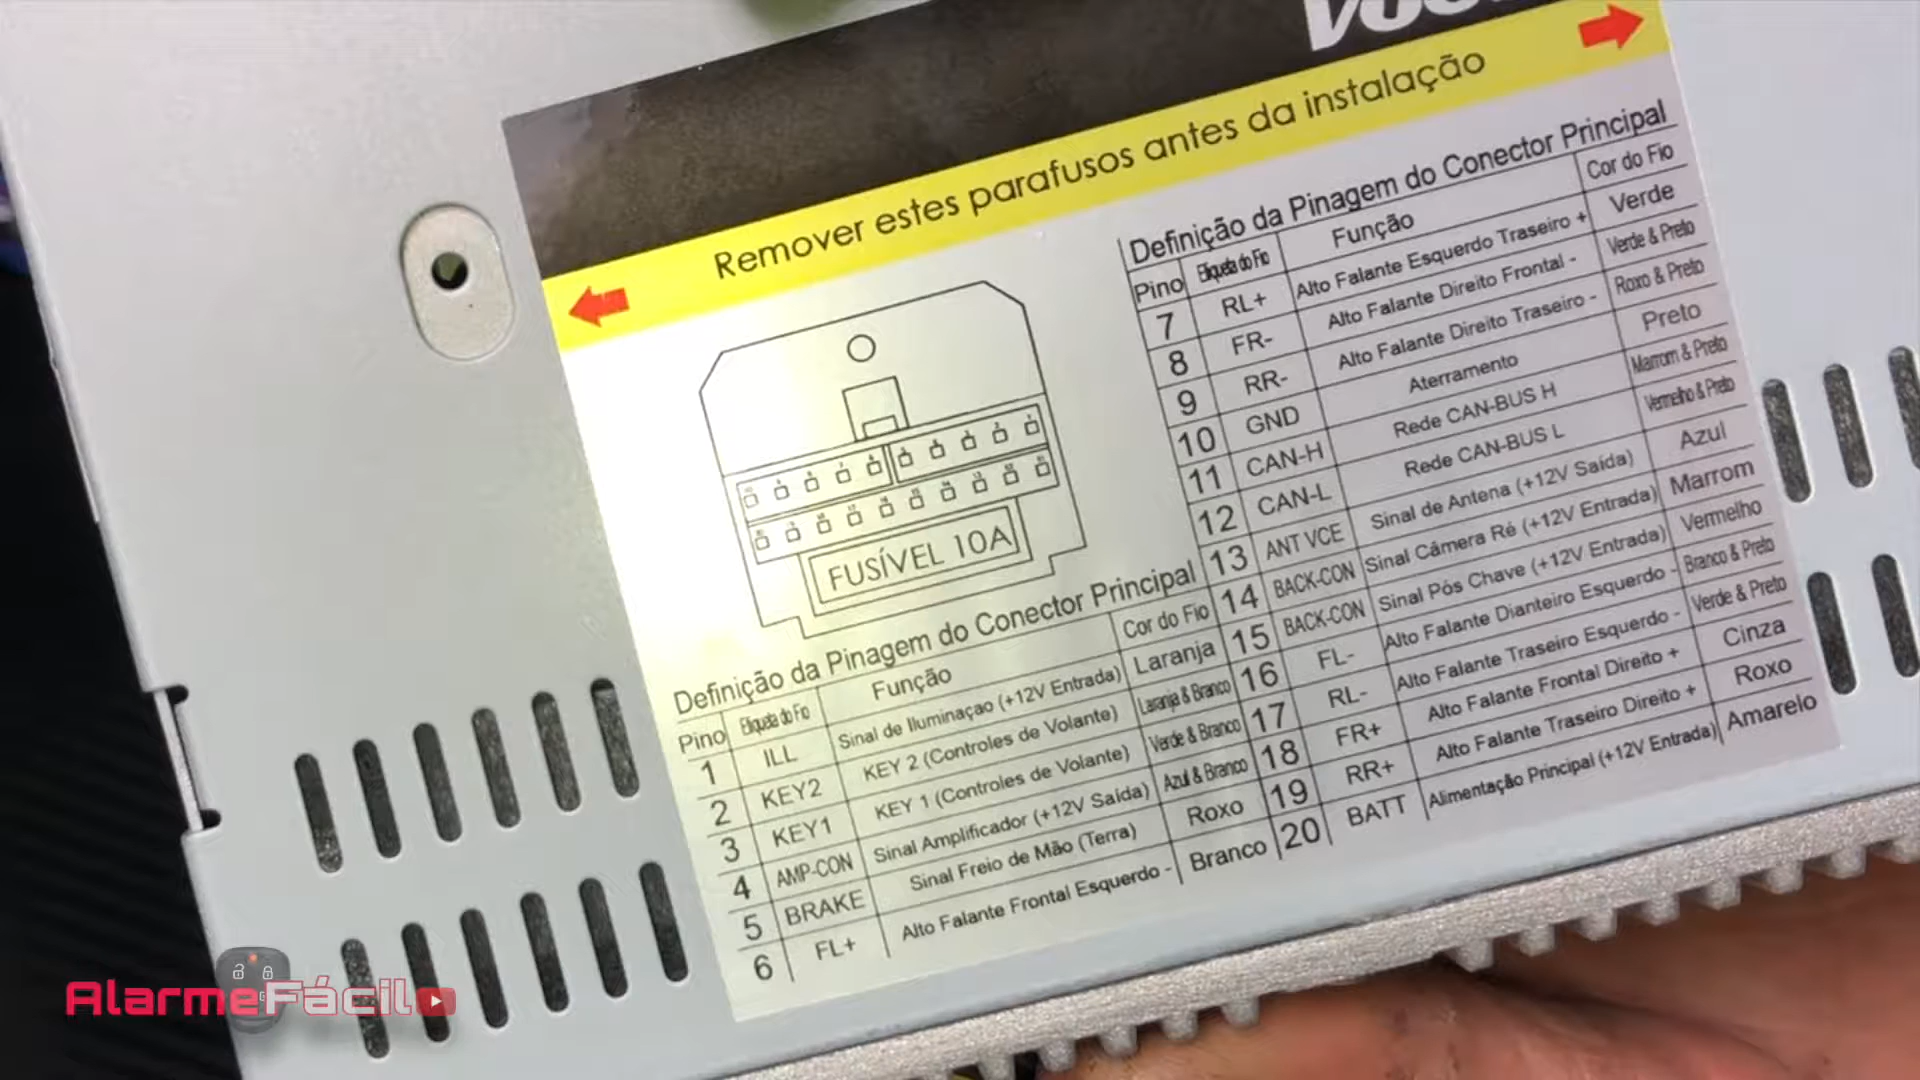 Remover estes parafusos antes da instalação
FUSÍVEL 10A
Definição da Pinagem do Conector Principal
Pino Etiqueta do Fio Função Cor do Fio
1 ILL Sinal de Iluminaçao (+12V Entrada) Laranja
2 KEY2 KEY 2 (Controles de Volante) Laranja & Branco
3 KEY1 KEY 1 (Controles de Volante) Verde & Branco
4 AMP-CON Sinal Amplificador (+12V Saída) Azul & Branco
5 BRAKE Sinal Freio de Mão (Terra) Roxo
6 FL+ Alto Falante Frontal Esquerdo - Branco
Definição da Pinagem do Conector Principal
Pino Etiqueta do Fio Função Cor do Fio
7 RL+ Alto Falante Esquerdo Traseiro + Verde
8 FR- Alto Falante Direito Frontal - Verde & Preto
9 RR- Alto Falante Direito Traseiro - Roxo & Preto
10 GND Aterramento Preto
11 CAN-H Rede CAN-BUS H Marrom & Preto
12 CAN-L Rede CAN-BUS L Vermelho & Preto
13 ANT VCE Sinal de Antena (+12V Saída) Azul
14 BACK-CON Sinal Câmera Ré (+12V Entrada) Marrom
15 BACK-CON Sinal Pós Chave (+12V Entrada) Vermelho
16 FL- Alto Falante Dianteiro Esquerdo - Branco & Preto
17 RL- Alto Falante Traseiro Esquerdo - Verde & Preto
18 FR+ Alto Falante Frontal Direito + Cinza
19 RR+ Alto Falante Traseiro Direito + Roxo
20 BATT Alimentação Principal (+12V Entrada) Amarelo
AlarmeFácil